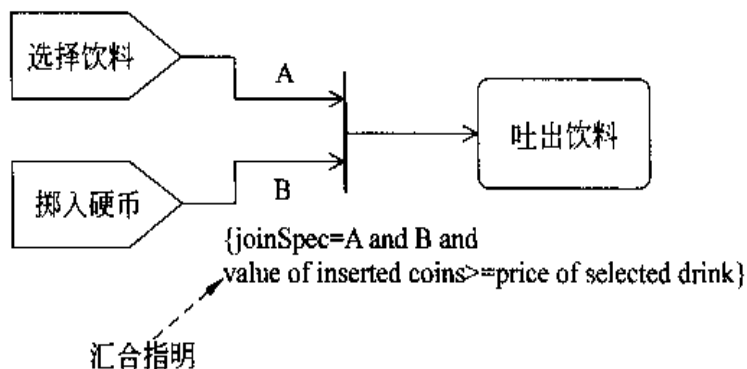 选择饮料
A
吐出饮料
掷入硬币
B
{joinSpec=A and B and
value of inserted coins>=price of selected drink}
汇合指明